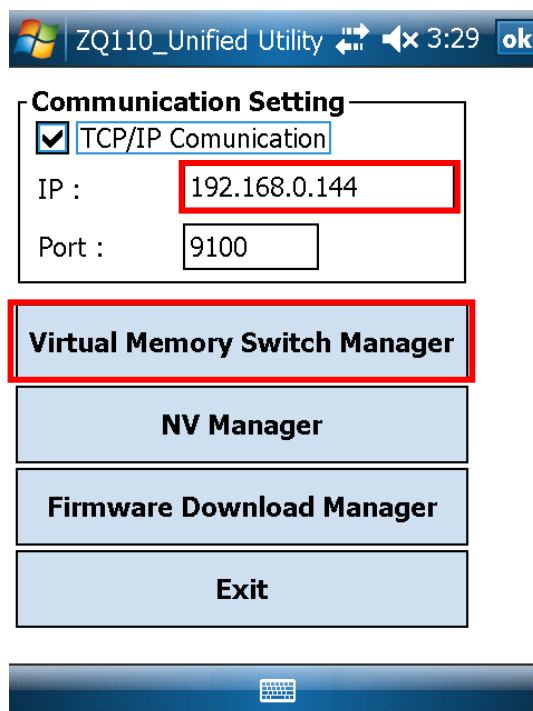 ZQ110_Unified Utility 3:29 ok
Communication Setting
TCP/IP Comunication
IP : 192.168.0.144
Port : 9100
Virtual Memory Switch Manager
NV Manager
Firmware Download Manager
Exit